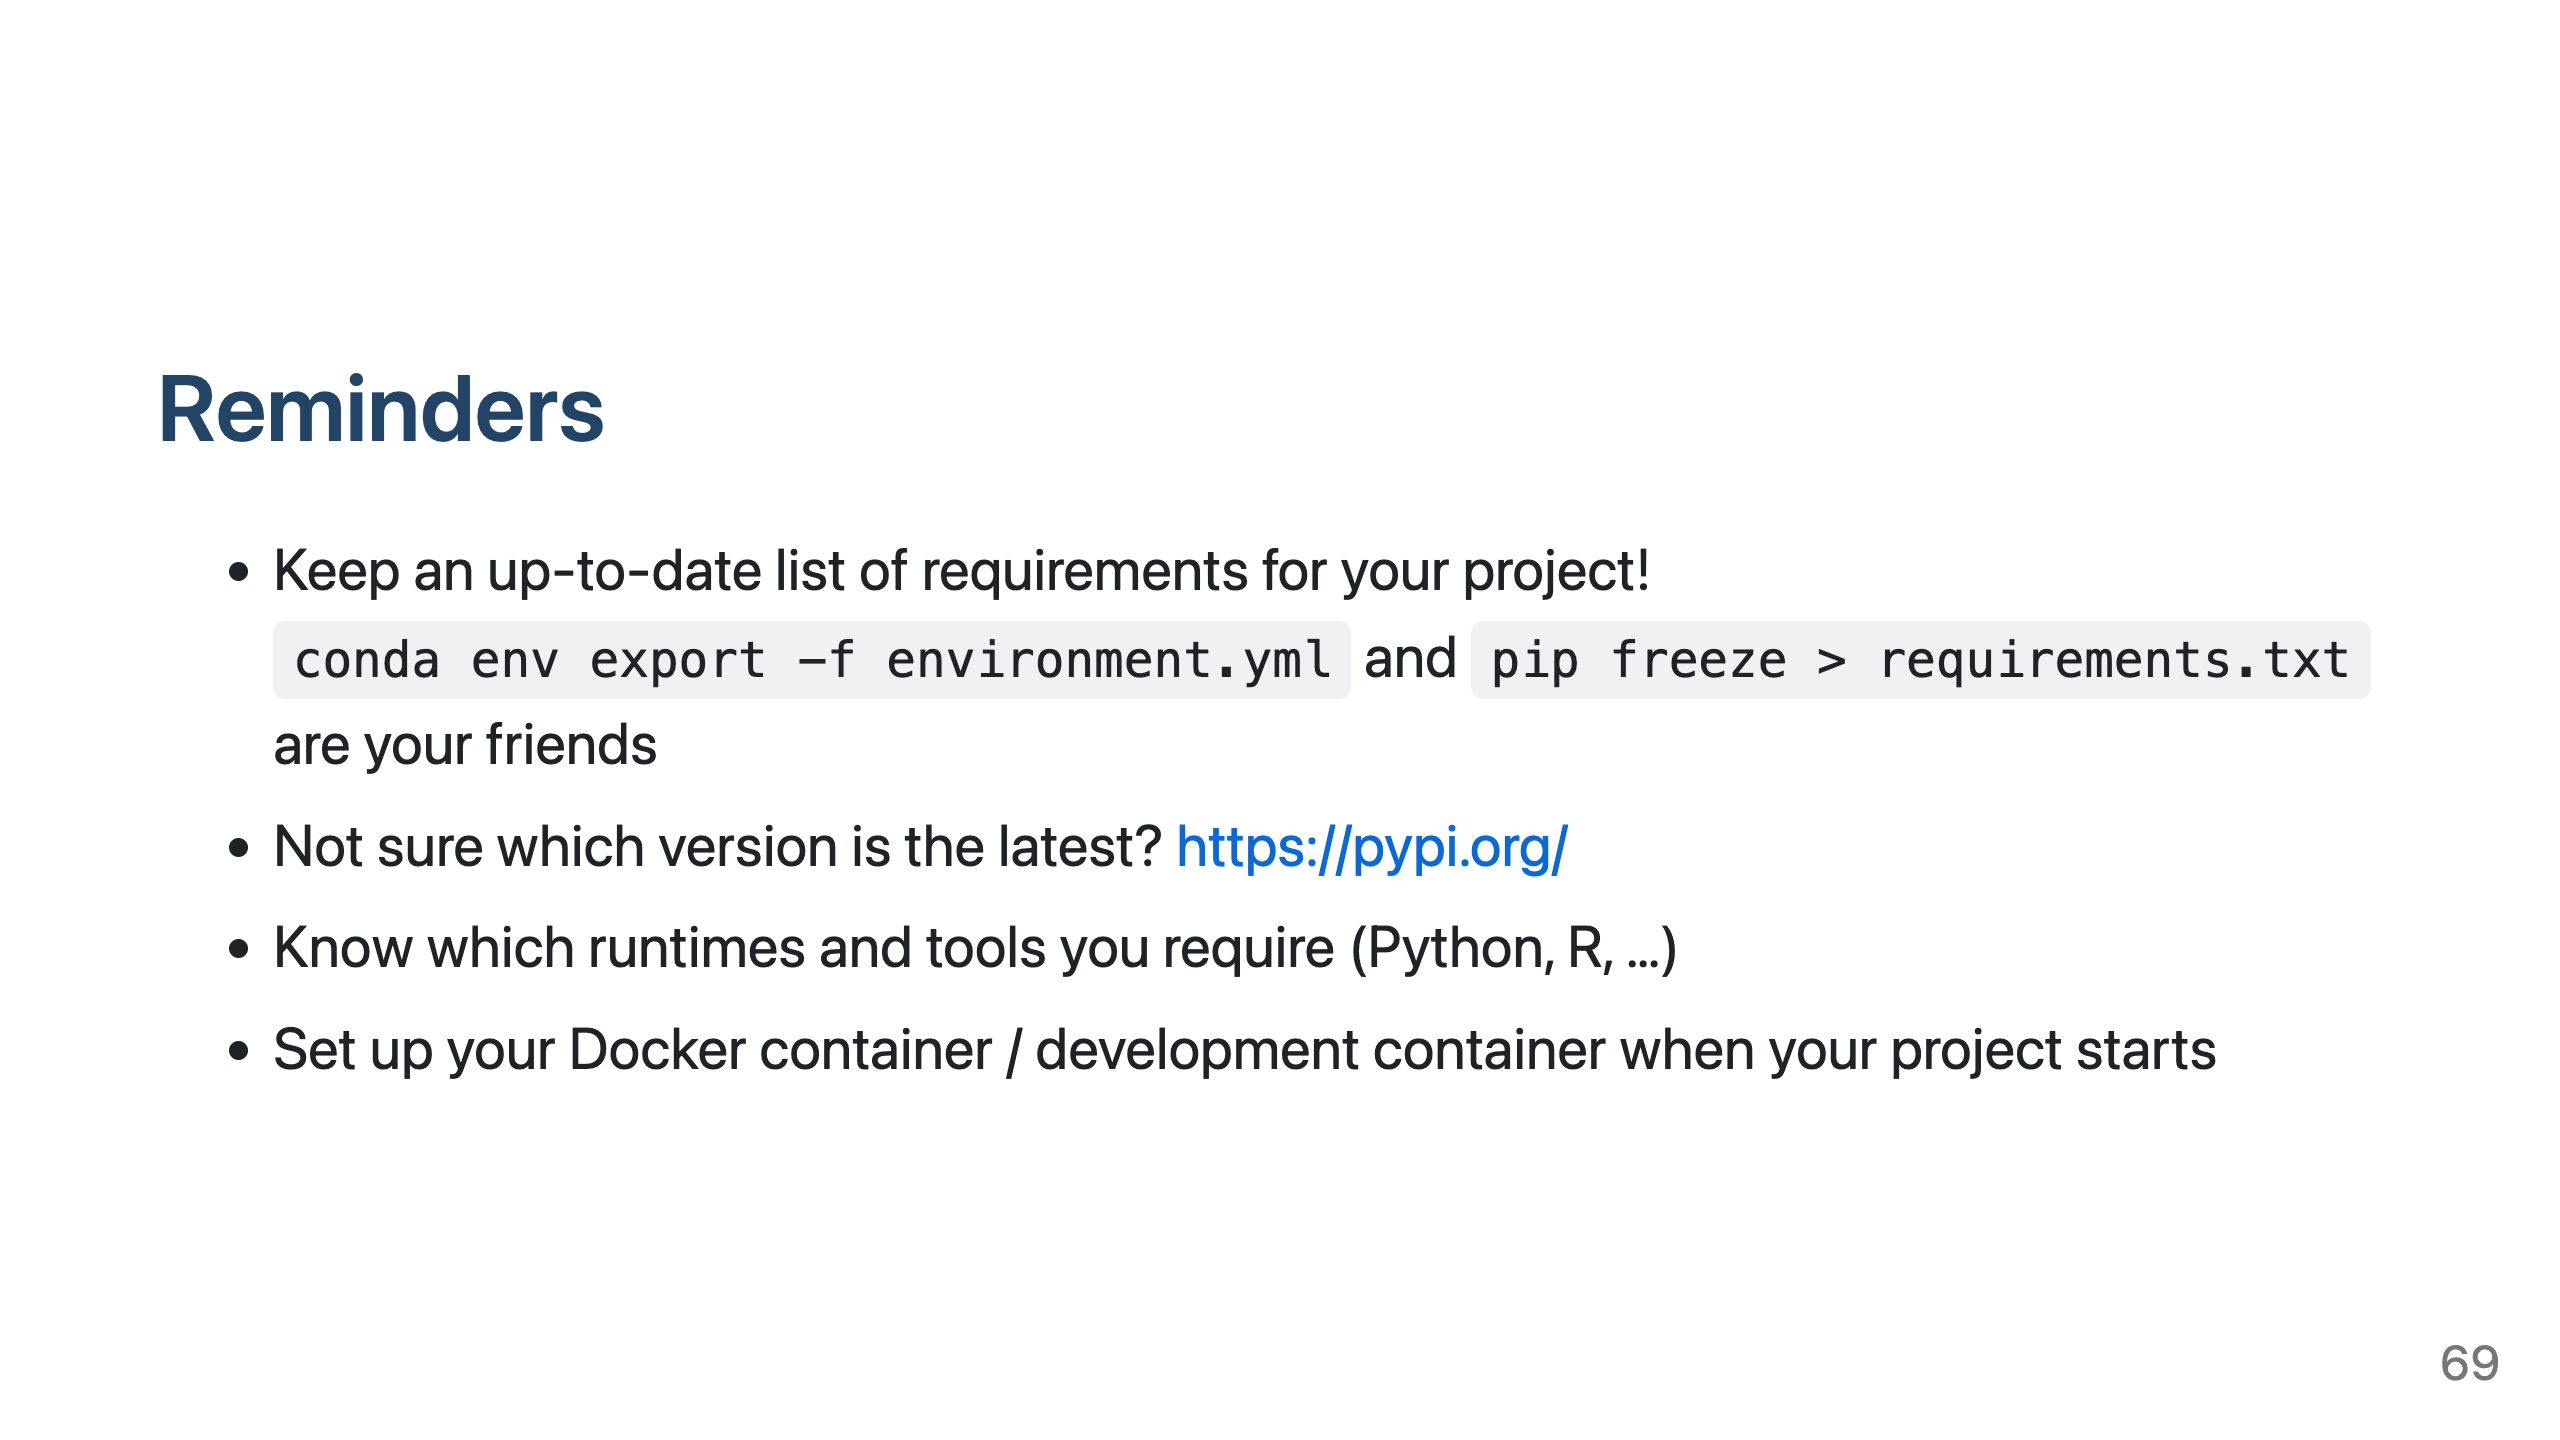 Reminders
Keep an up-to-date list of requirements for your project!
conda env export -f environment.yml and pip freeze > requirements.txt
are your friends
Not sure which version is the latest? https://pypi.org/
Know which runtimes and tools you require (Python, R, ...)
Set up your Docker container / development container when your project starts
69